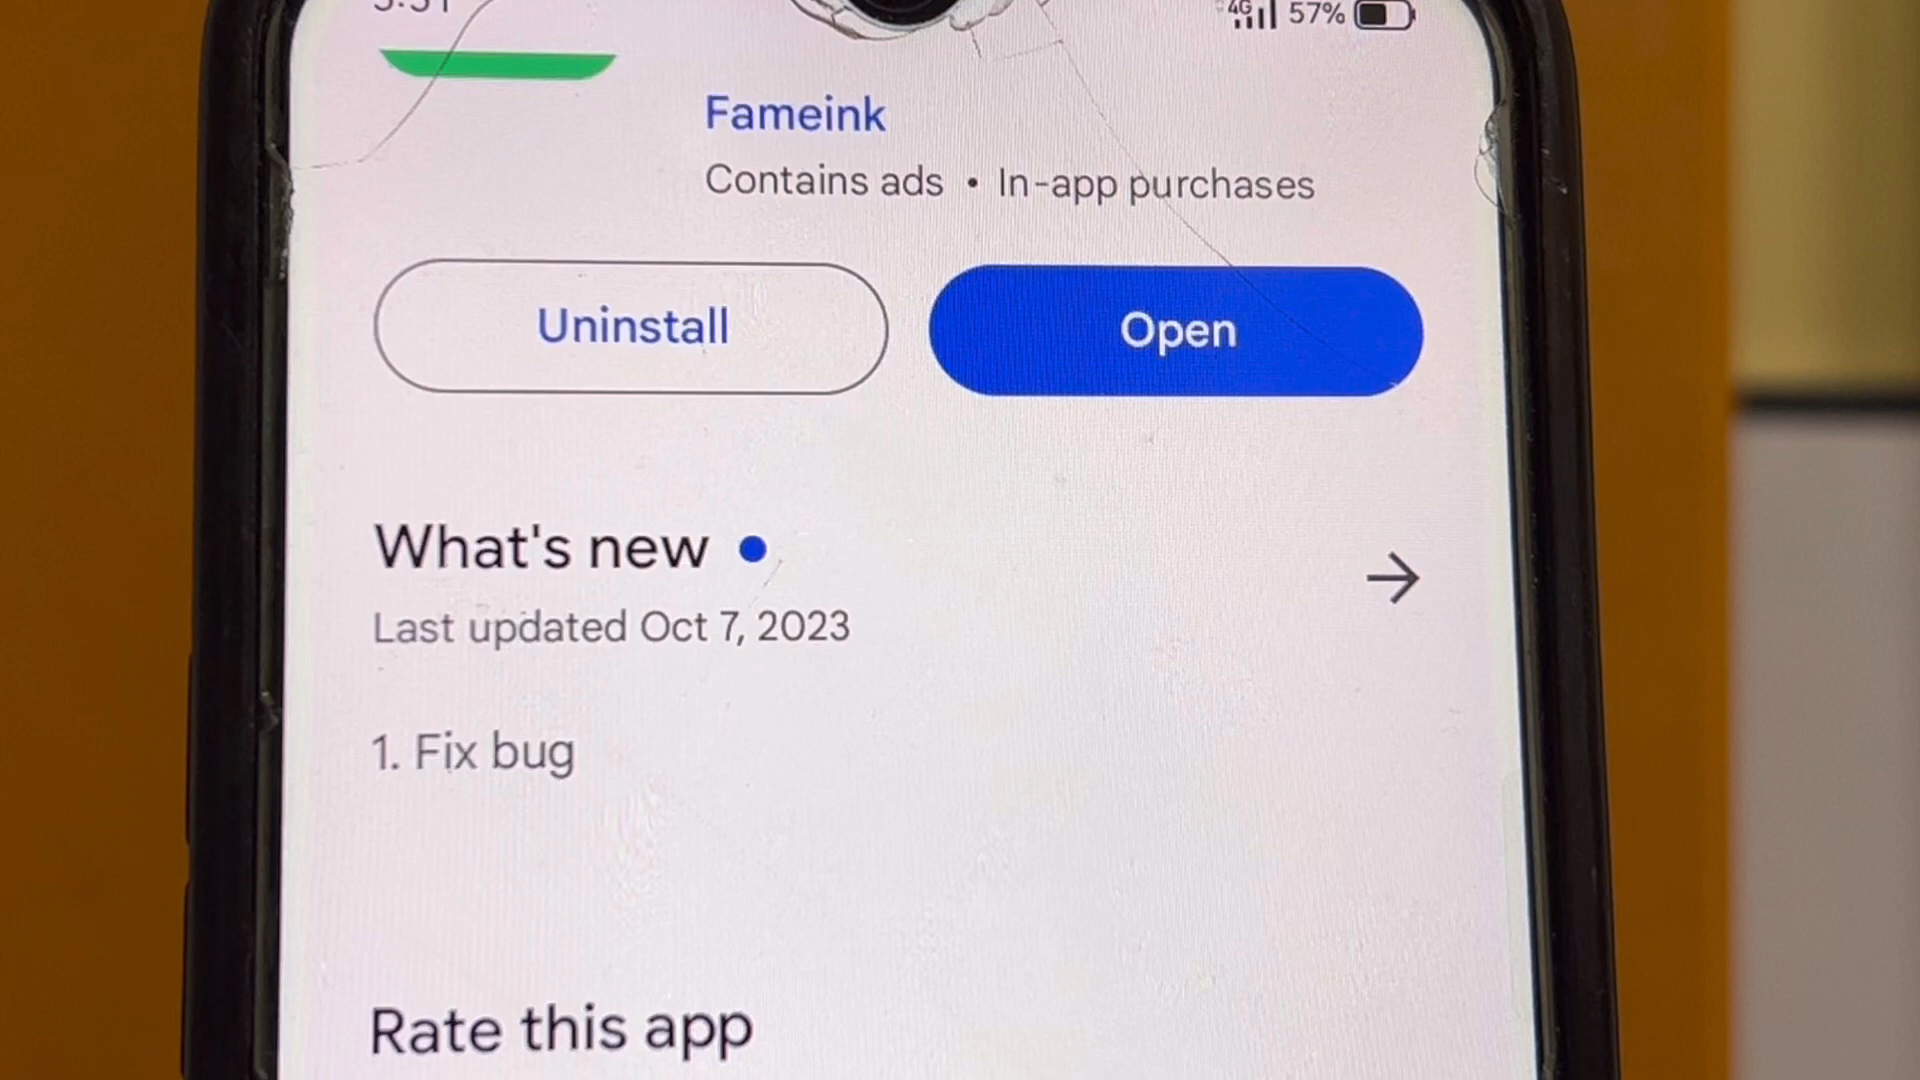 4G 57%
Fameink
Contains ads • In-app purchases
Uninstall
Open
What's new
Last updated Oct 7, 2023
1. Fix bug
Rate this app